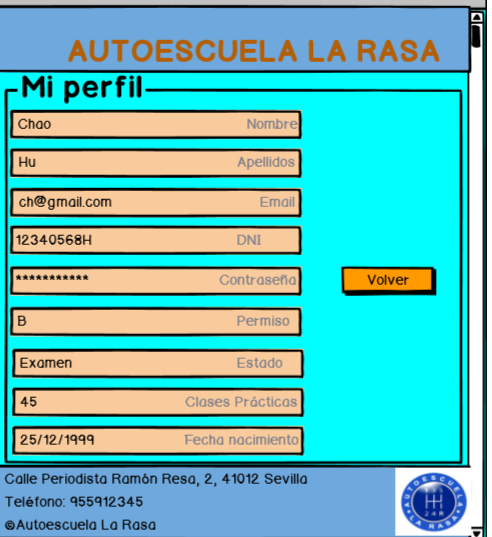 AUTOESCUELA LA RASA
Mi perfil
Chao Nombre
Hu Apellidos
ch@gmail.com Email
12340568H DNI
*********** Contraseña
Volver
B Permiso
Examen Estado
45 Clases Prácticas
25/12/1999 Fecha nacimiento
Calle Periodista Ramón Resa, 2, 41012 Sevilla
Teléfono: 955912345
©Autoescuela La Rasa
AUTOESCUELA
LA RASA
2 4 R